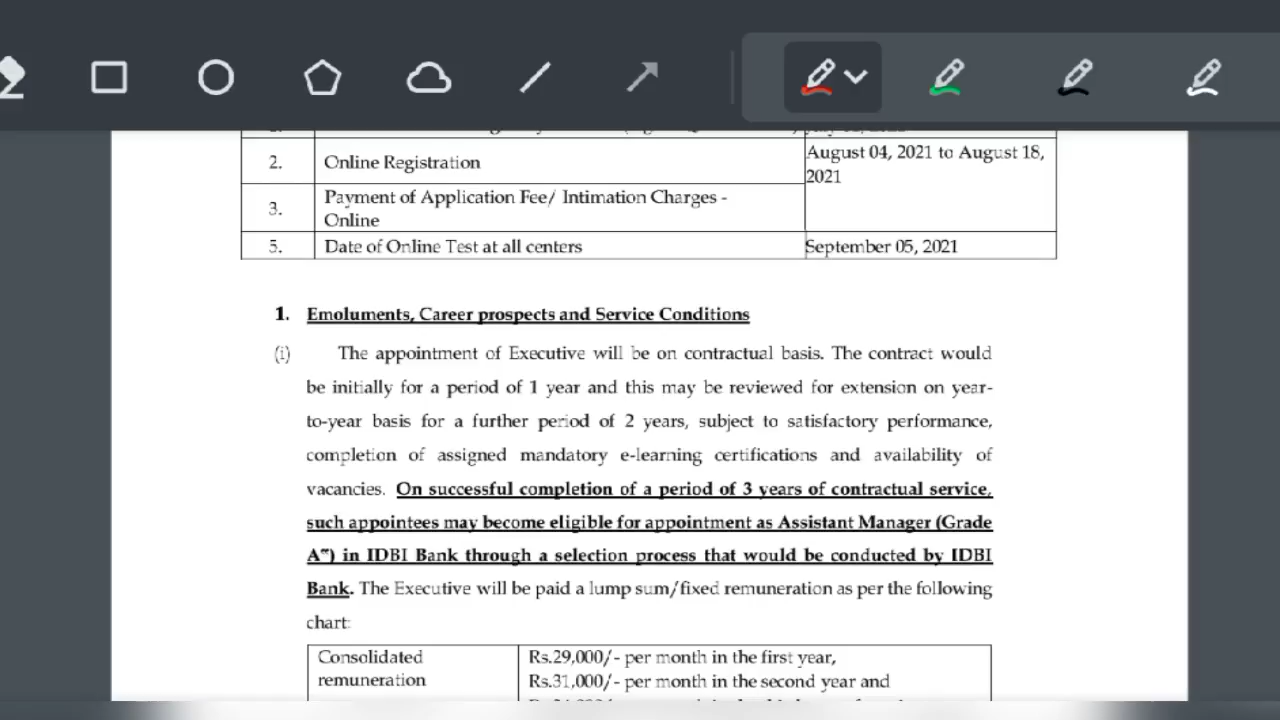 2. Online Registration August 04, 2021 to August 18,
2021
3. Payment of Application Fee/ Intimation Charges -
Online
5. Date of Online Test at all centers September 05, 2021
1. Emoluments, Career prospects and Service Conditions
(i) The appointment of Executive will be on contractual basis. The contract would
be initially for a period of 1 year and this may be reviewed for extension on year-
to-year basis for a further period of 2 years, subject to satisfactory performance,
completion of assigned mandatory e-learning certifications and availability of
vacancies. On successful completion of a period of 3 years of contractual service,
such appointees may become eligible for appointment as Assistant Manager (Grade
A") in IDBI Bank through a selection process that would be conducted by IDBI
Bank. The Executive will be paid a lump sum/fixed remuneration as per the following
chart:
Consolidated Rs.29,000/- per month in the first year,
remuneration Rs.31,000/- per month in the second year and